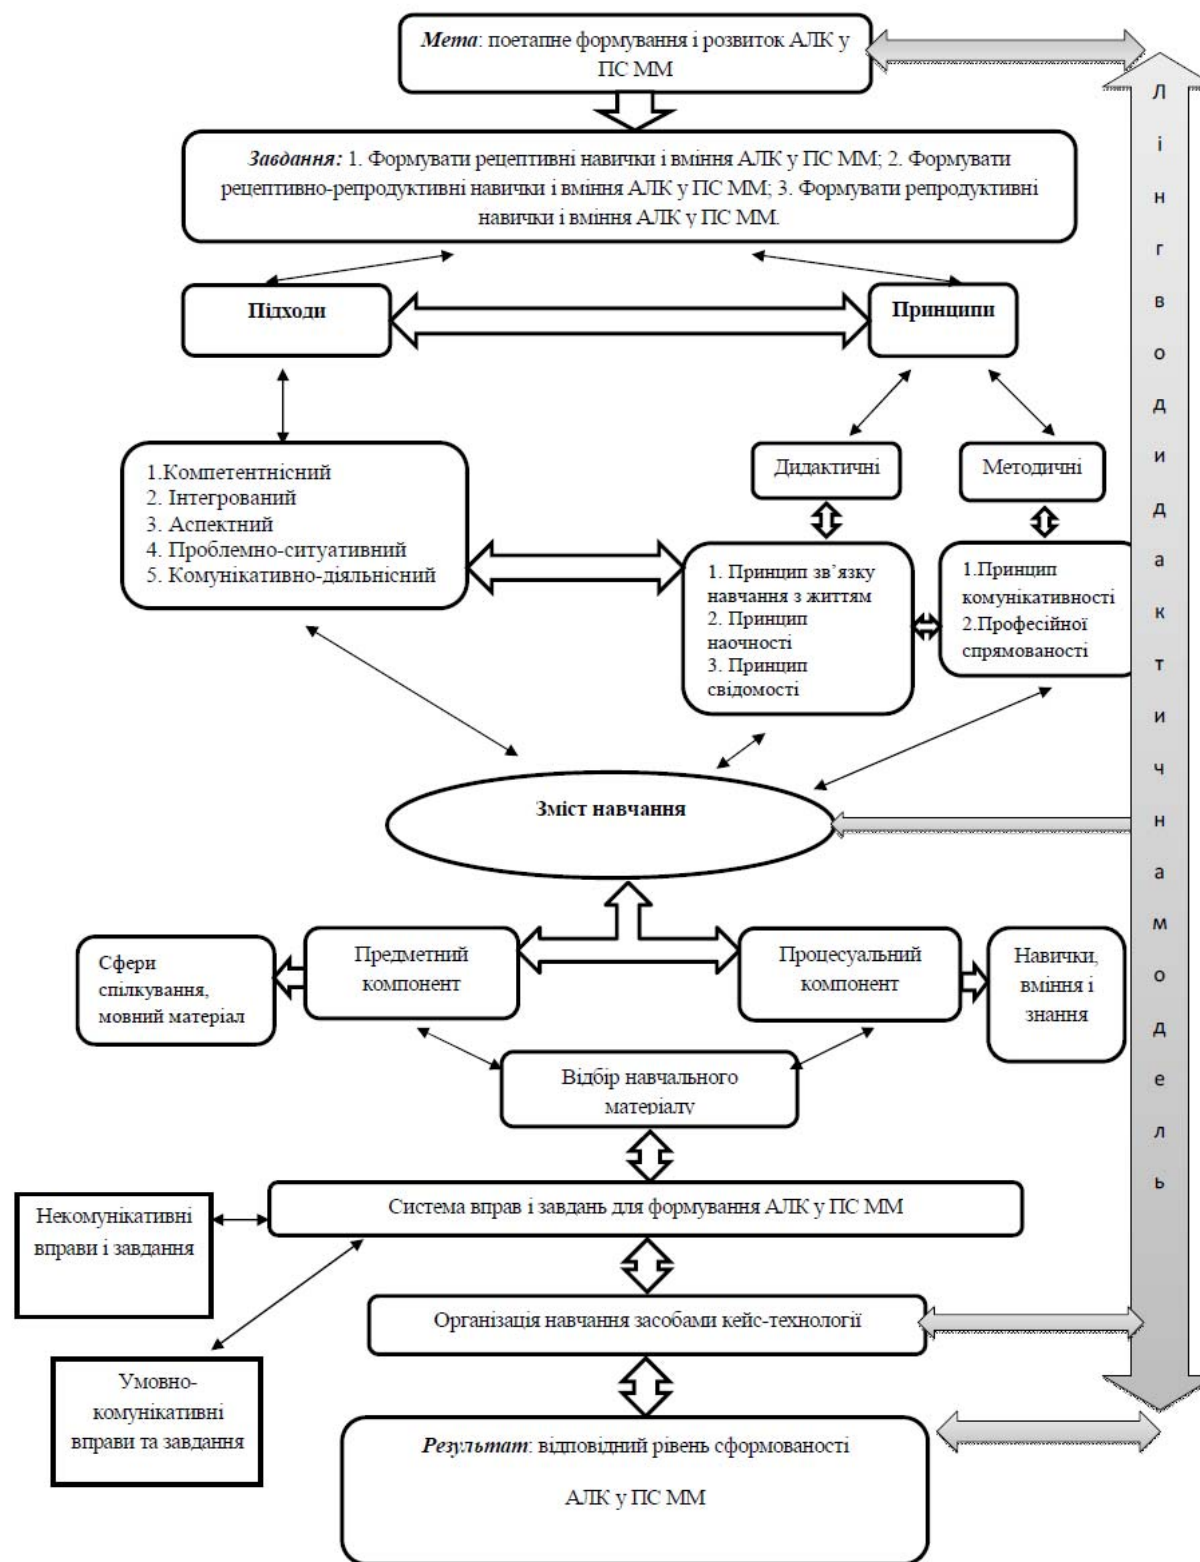 Мета: поетапне формування і розвиток АЛК у
ПС ММ
Завдання: 1. Формувати рецептивні навички і вміння АЛК у ПС ММ; 2. Формувати
рецептивно-репродуктивні навички і вміння АЛК у ПС ММ; 3. Формувати репродуктивні
навички і вміння АЛК у ПС ММ.
Підходи
Принципи
1.Компетентнісний
2. Інтегрований
3. Аспектний
4. Проблемно-ситуативний
5. Комунікативно-діяльнісний
Дидактичні
Методичні
1. Принцип зв’язку
навчання з життям
2. Принцип
наочності
3. Принцип
свідомості
1.Принцип
комунікативності
2.Професійної
спрямованості
Зміст навчання
Сфери
спілкування,
мовний матеріал
Предметний
компонент
Процесуальний
компонент
Навички,
вміння і
знання
Відбір навчального
матеріалу
Система вправ і завдань для формування АЛК у ПС ММ
Некомунікативні
вправи і завдання
Організація навчання засобами кейс-технології
Умовно-
комунікативні
вправи та завдання
Результат: відповідний рівень сформованості
АЛК у ПС ММ
Лінгводидактична модель